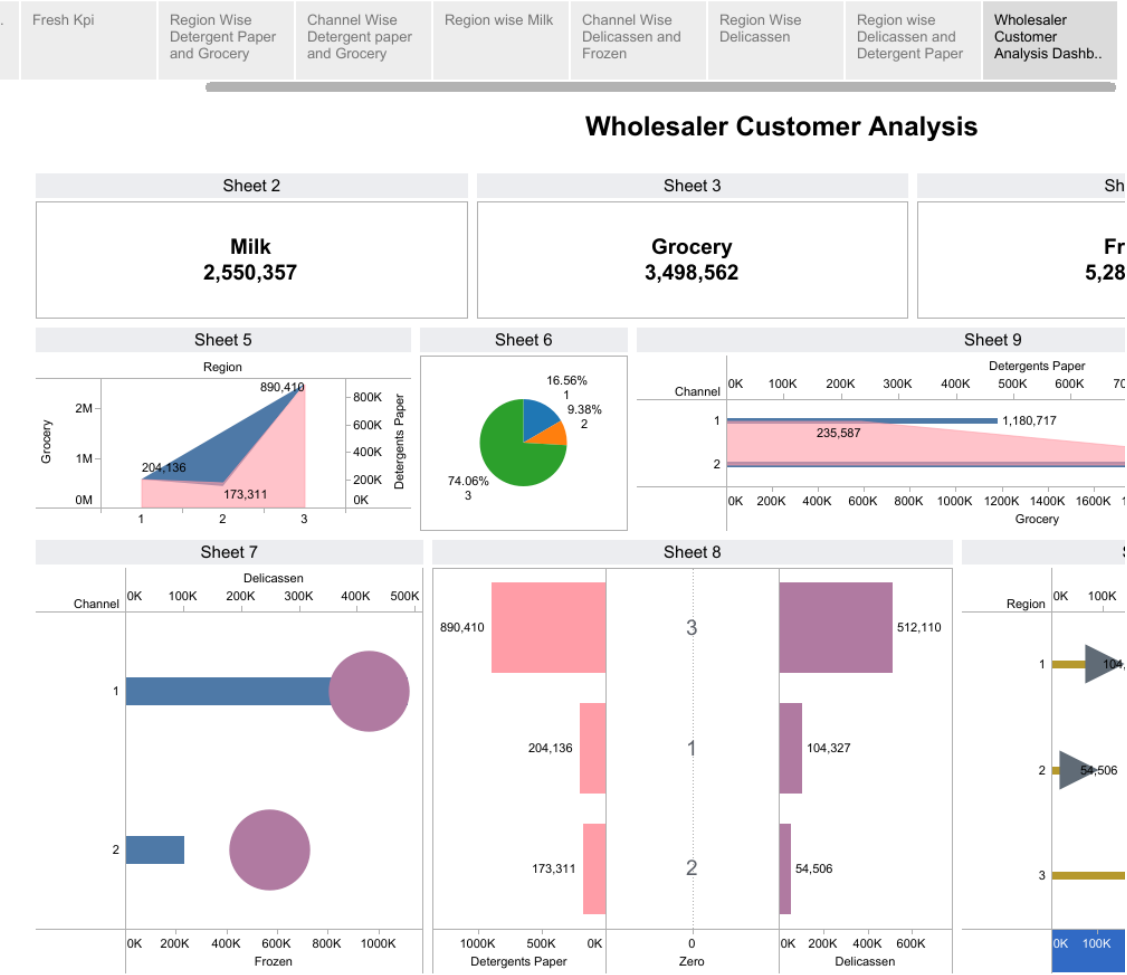 Fresh Kpi
Region Wise
Detergent Paper
and Grocery
Channel Wise
Detergent paper
and Grocery
Region wise Milk
Channel Wise
Delicassen and
Frozen
Region Wise
Delicassen
Region wise
Delicassen and
Detergent Paper
Wholesaler
Customer
Analysis Dashb..
Wholesaler Customer Analysis
Sheet 2
Sheet 3
Sh
Milk
2,550,357
Grocery
3,498,562
Fr
5,28
Sheet 5
Region
890,410
2M
1M
0M
Grocery
204,136
173,311
800K
600K
400K
200K
0K
Detergents Paper
1 2 3
Sheet 6
16.56%
1
9.38%
2
74.06%
3
Sheet 9
Detergents Paper
Channel
0K 100K 200K 300K 400K 500K 600K 70
1
1,180,717
235,587
2
0K 200K 400K 600K 800K 1000K 1200K 1400K 1600K 1
Grocery
Sheet 7
Delicassen
Channel
0K 100K 200K 300K 400K 500K
1
2
0K 200K 400K 600K 800K 1000K
Frozen
Sheet 8
890,410 3 512,110
204,136 1 104,327
173,311 2 54,506
1000K 500K 0K
Detergents Paper
0
Zero
0K 200K 400K 600K
Delicassen
Region
0K 100K
1
104,
2
54,506
3
0K 100K